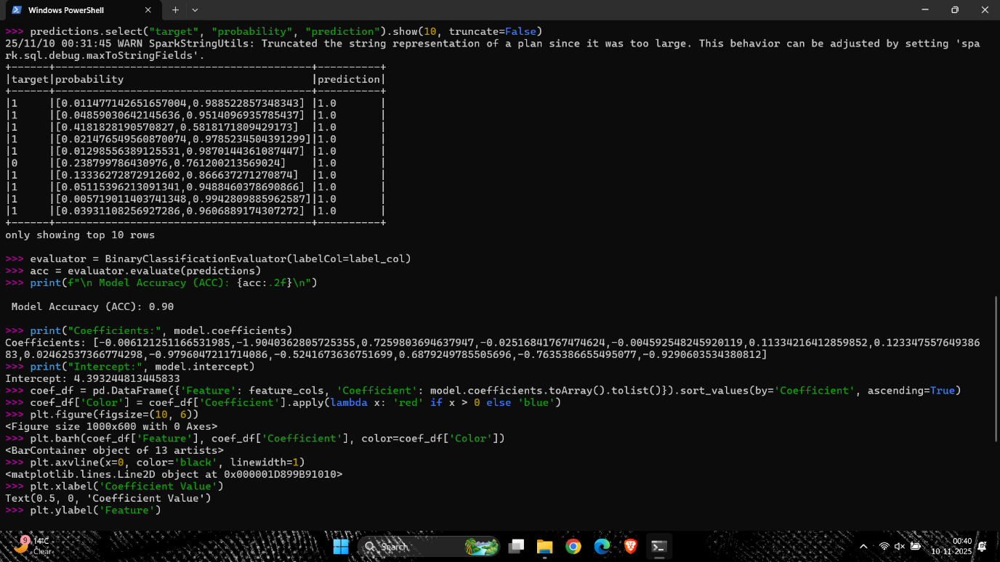 Windows PowerShell
>>> predictions.select("target", "probability", "prediction").show(10, truncate=False)
25/11/10 00:31:45 WARN SparkStringUtils: Truncated the string representation of a plan since it was too large. This behavior can be adjusted by setting 'spa
rk.sql.debug.maxToStringFields'.
+------+-----------------------------------------+----------+
|target|probability                              |prediction|
+------+-----------------------------------------+----------+
|1     |[0.011477142651657004,0.988522857348343] |1.0       |
|1     |[0.04859030642145636,0.9514096935785437] |1.0       |
|1     |[0.4181828190570827,0.5818171809429173]  |1.0       |
|1     |[0.021476549560870074,0.9785234504391299]|1.0       |
|1     |[0.01298556389125531,0.9870144361087447] |1.0       |
|0     |[0.238799786430976,0.761200213569024]    |1.0       |
|1     |[0.13336272872912602,0.866637271270874]  |1.0       |
|1     |[0.05115396213091341,0.9488460378690866] |1.0       |
|1     |[0.005719011403741348,0.9942809885962587]|1.0       |
|1     |[0.03931108256927286,0.9606889174307272] |1.0       |
+------+-----------------------------------------+----------+
only showing top 10 rows
>>> evaluator = BinaryClassificationEvaluator(labelCol=label_col)
>>> acc = evaluator.evaluate(predictions)
>>> print(f"\n Model Accuracy (ACC): {acc:.2f}\n")
Model Accuracy (ACC): 0.90
>>> print("Coefficients:", model.coefficients)
Coefficients: [-0.006121251166531985,-1.9040362805725355,0.7259803694637947,-0.02516841767474624,-0.004592548245920119,0.11334216412859852,0.1233475576493​86
83,0.02462537366774298,-0.9796047211714086,-0.5241673636751699,0.6879249785505696,-0.7635386655495077,-0.9290603534380812]
>>> print("Intercept:", model.intercept)
Intercept: 4.393244813445833
>>> coef_df = pd.DataFrame({'Feature': feature_cols, 'Coefficient': model.coefficients.toArray().tolist()}).sort_values(by='Coefficient', ascending=True)
>>> coef_df['Color'] = coef_df['Coefficient'].apply(lambda x: 'red' if x > 0 else 'blue')
>>> plt.figure(figsize=(10, 6))
<Figure size 1000x600 with 0 Axes>
>>> plt.barh(coef_df['Feature'], coef_df['Coefficient'], color=coef_df['Color'])
<BarContainer object of 13 artists>
>>> plt.axvline(x=0, color='black', linewidth=1)
<matplotlib.lines.Line2D object at 0x000001D899B91010>
>>> plt.xlabel('Coefficient Value')
Text(0.5, 0, 'Coefficient Value')
>>> plt.ylabel('Feature')
9
14°C
Clear
Search
00:40
10-11-2025